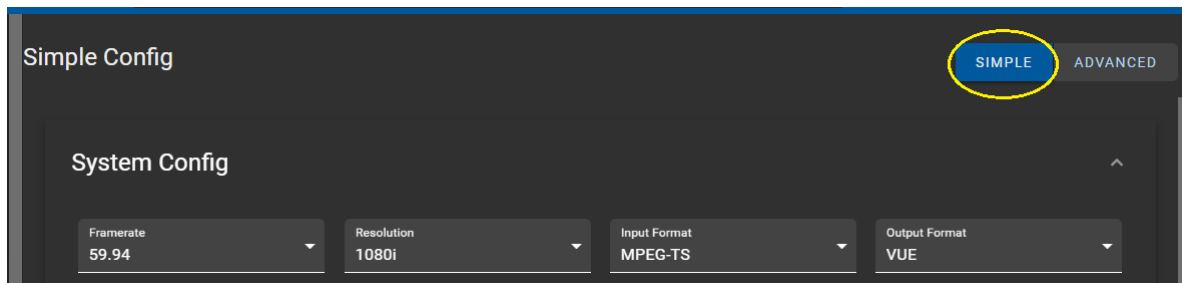 Simple Config
SIMPLE ADVANCED
System Config
Framerate Resolution Input Format Output Format
59.94 1080i MPEG-TS VUE